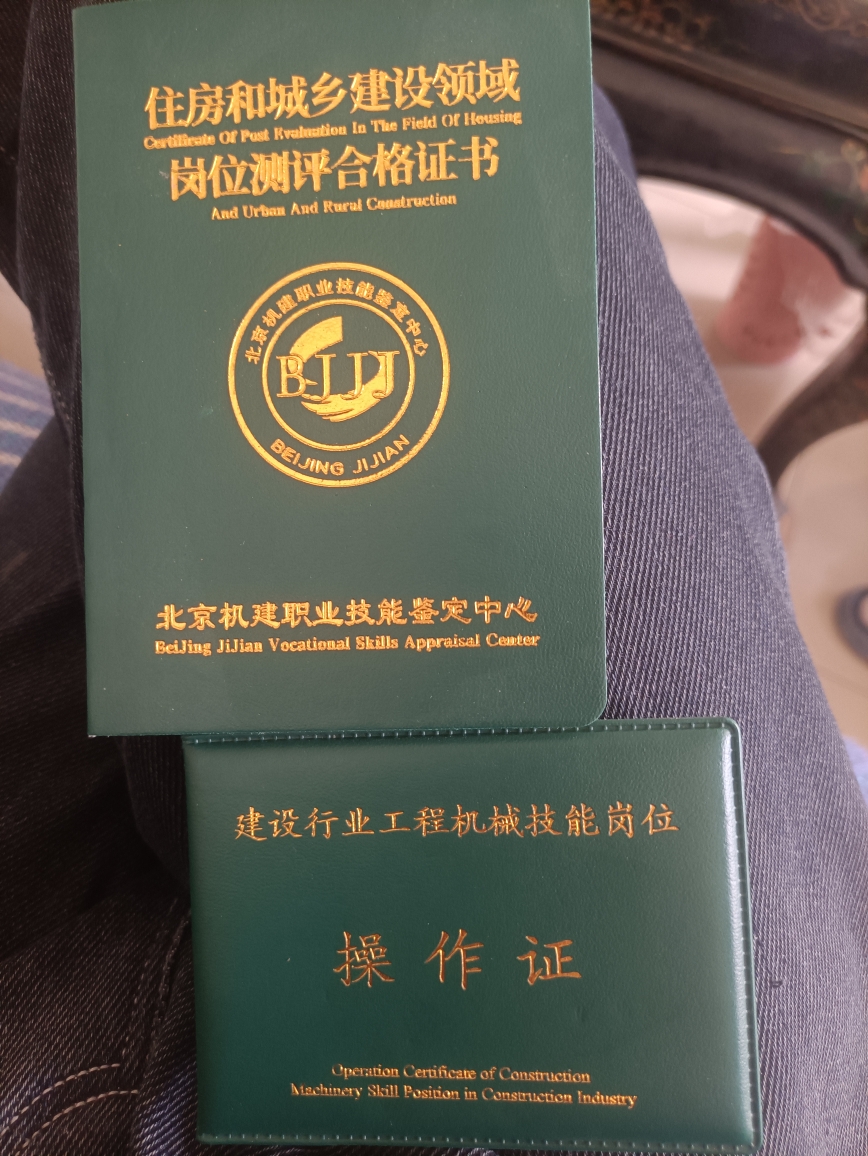 住房和城乡建设领域
Certificate Of Post Evaluation In The Field Of Housing
岗位测评合格证书
And Urban And Rural Construction
北京机建职业技能鉴定中心
BJJJ
BEIJING JIJIAN
北京机建职业技能鉴定中心
BeiJing JiJian Vocational Skills Appraisal Center
建设行业工程机械技能岗位
操作证
Operation Certificate of Construction
Machinery Skill Position in Construction Industry